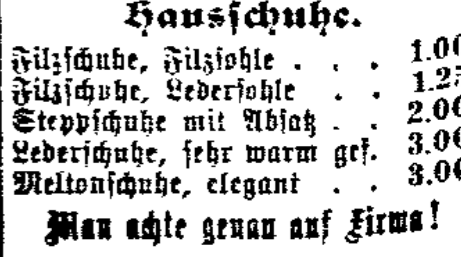 Hausschuhe.
Filzschuhe, Filzsohle . . . 1.00
Filzschuhe, Ledersohle . . 1.25
Steppschuhe mit Absatz . . 2.00
Lederschuhe, sehr warm gef. 3.00
Meltonschuhe, elegant . . 3.00
Man achte genau auf Firma!